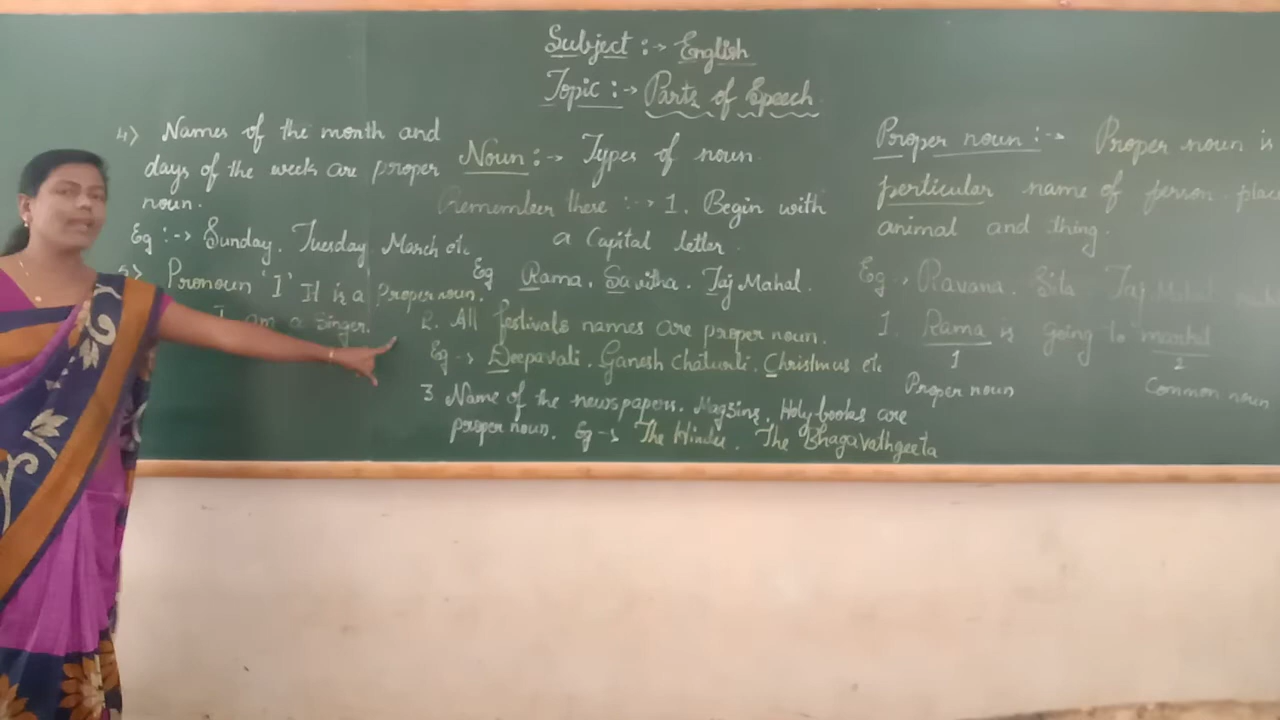 Subject :→ English
Topic :→ Parts of Speech
Noun :→ Types of noun.
Remember these :→ 1. Begin with
a Capital letter.
Eg Rama. Savitha. Taj Mahal.
2. All festivals names are proper noun.
Eg → Deepavali. Ganesh Chaturthi. Christmus etc
3. Name of the newspapers. Magzine. Holy books are
proper noun. Eg → The Hindu. The Bhagavathgeeta
4) Names of the month and
days of the week are proper
noun.
Eg :→ Sunday. Tuesday March etc
5) Pronoun 'I' It is a Proper noun.
I am a singer.
Proper noun :→ Proper noun is
perticular name of person place
animal and thing.
Eg → Ravana. Sita Taj Mahal
1. Rama is going to market
1 2
Proper noun Common noun